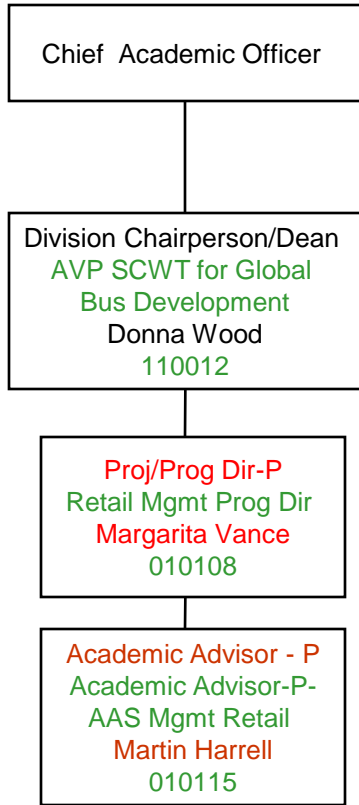 Chief Academic Officer
Division Chairperson/Dean
AVP SCWT for Global
Bus Development
Donna Wood
110012
Proj/Prog Dir-P
Retail Mgmt Prog Dir
Margarita Vance
010108
Academic Advisor - P
Academic Advisor-P-
AAS Mgmt Retail
Martin Harrell
010115